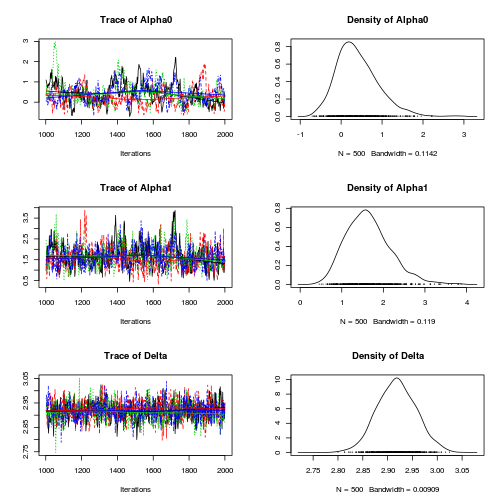 Trace of Alpha0
3
2
1
0
1000 1200 1400 1600 1800 2000
Iterations
Density of Alpha0
0.8
0.6
0.4
0.2
0.0
-1 0 1 2 3
N = 500 Bandwidth = 0.1142
Trace of Alpha1
3.5
2.5
1.5
0.5
1000 1200 1400 1600 1800 2000
Iterations
Density of Alpha1
0.8
0.6
0.4
0.2
0.0
0 1 2 3 4
N = 500 Bandwidth = 0.119
Trace of Delta
3.05
2.95
2.85
2.75
1000 1200 1400 1600 1800 2000
Iterations
Density of Delta
10
8
6
4
2
0
2.75 2.80 2.85 2.90 2.95 3.00 3.05
N = 500 Bandwidth = 0.00909